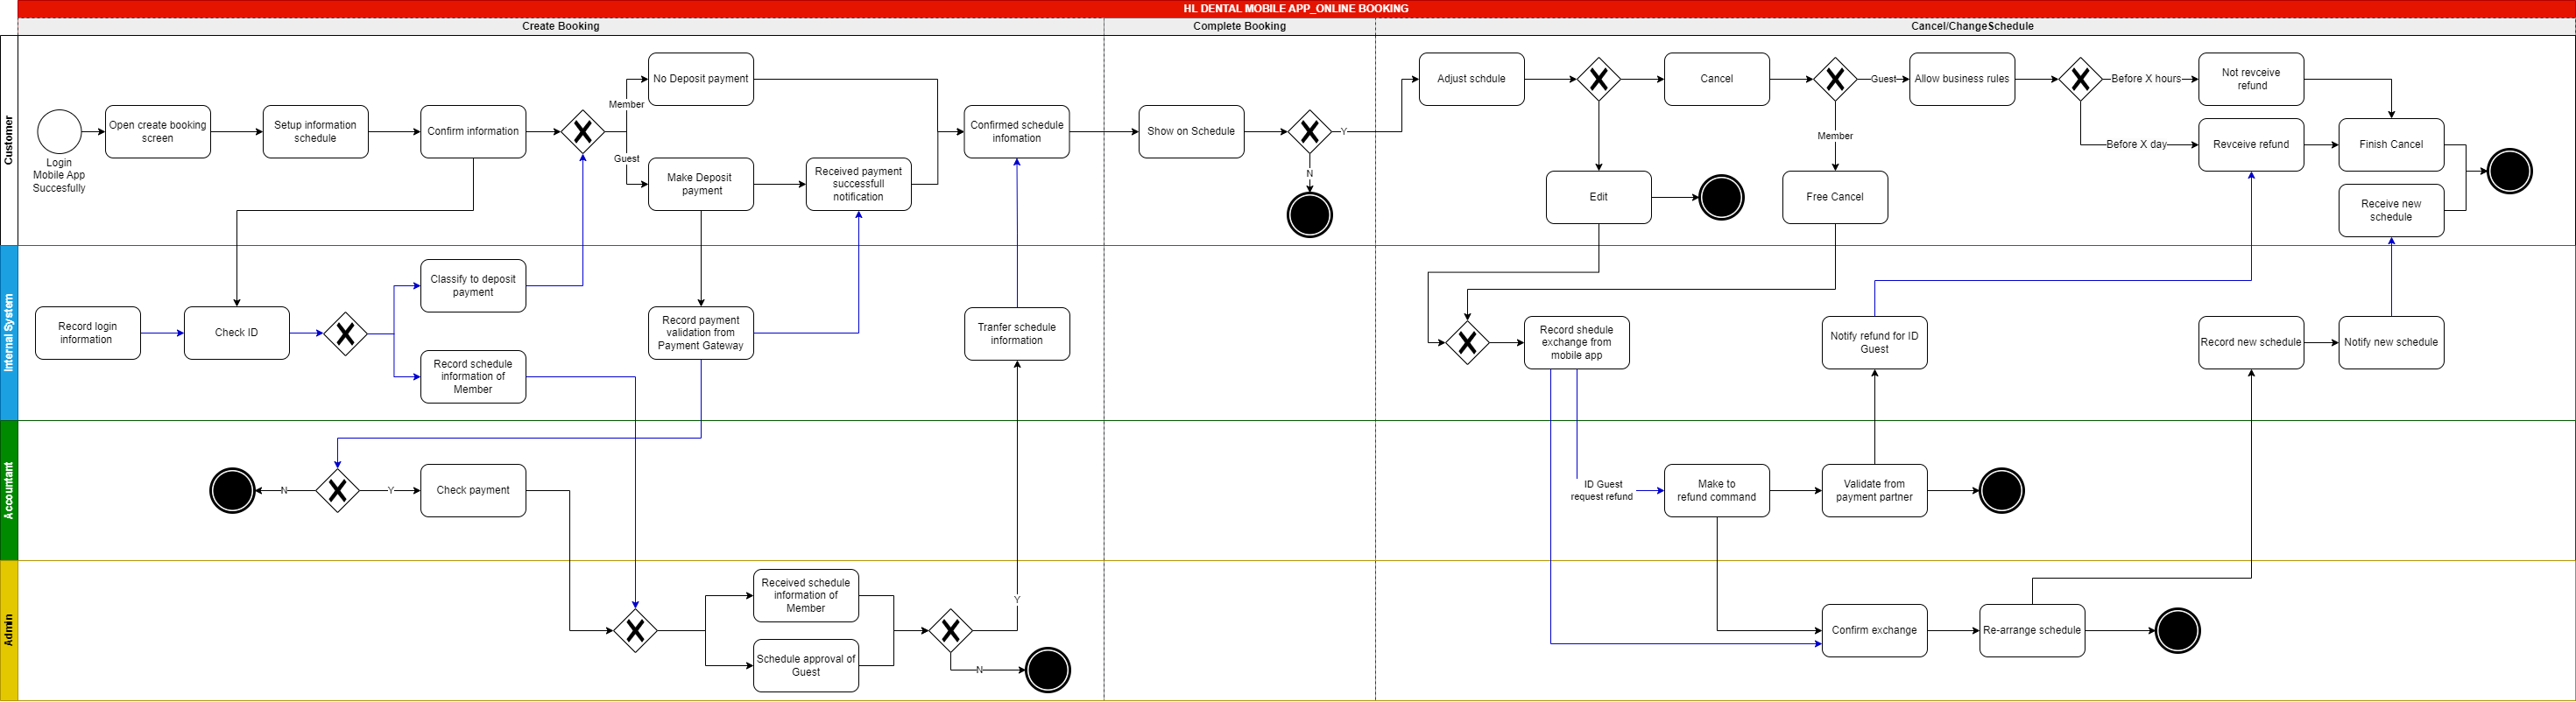 HL DENTAL MOBILE APP_ONLINE BOOKING
Create Booking
Complete Booking
Cancel/ChangeSchedule
Customer
Login
Mobile App
Succesfully
Open create booking
screen
Setup information
schedule
Confirm information
Member
Guest
No Deposit payment
Make Deposit
payment
Received payment
successfull
notification
Confirmed schedule
infomation
Show on Schedule
Y
N
Adjust schdule
Edit
Cancel
Guest
Member
Free Cancel
Allow business rules
Before X hours
Before X day
Not revceive
refund
Revceive refund
Finish Cancel
Receive new
schedule
Internal System
Record login
information
Check ID
Classify to deposit
payment
Record schedule
information of
Member
Record payment
validation from
Payment Gateway
Tranfer schedule
information
Record shedule
exchange from
mobile app
Notify refund for ID
Guest
Record new schedule
Notify new schedule
Accountant
N
Y
Check payment
ID Guest
request refund
Make to
refund command
Validate from
payment partner
Admin
Received schedule
information of
Member
Schedule approval of
Guest
Y
N
Confirm exchange
Re-arrange schedule